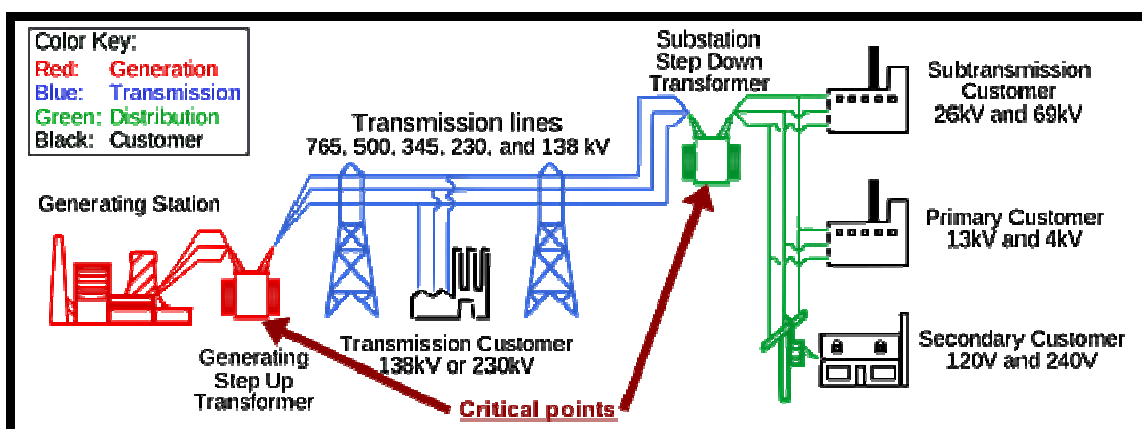 Color Key:
Red: Generation
Blue: Transmission
Green: Distribution
Black: Customer
Generating Station
Transmission lines
765, 500, 345, 230, and 138 kV
Substation
Step Down
Transformer
Subtransmission
Customer
26kV and 69kV
Primary Customer
13kV and 4kV
Generating
Step Up
Transformer
Transmission Customer
138kV or 230kV
Secondary Customer
120V and 240V
Critical points